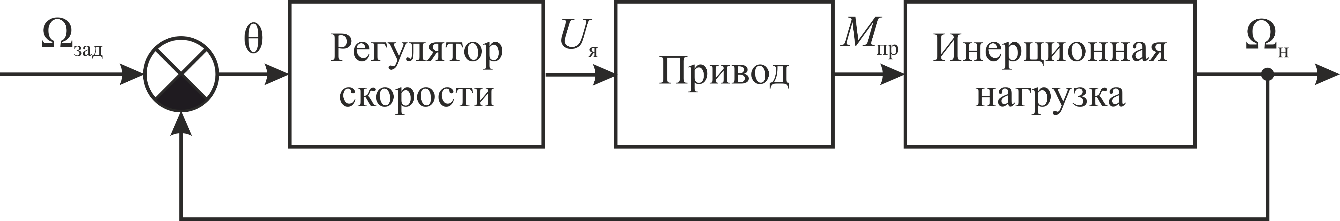 Ωзад
θ
Регулятор
скорости
Uя
Привод
Mпр
Инерционная
нагрузка
Ωн